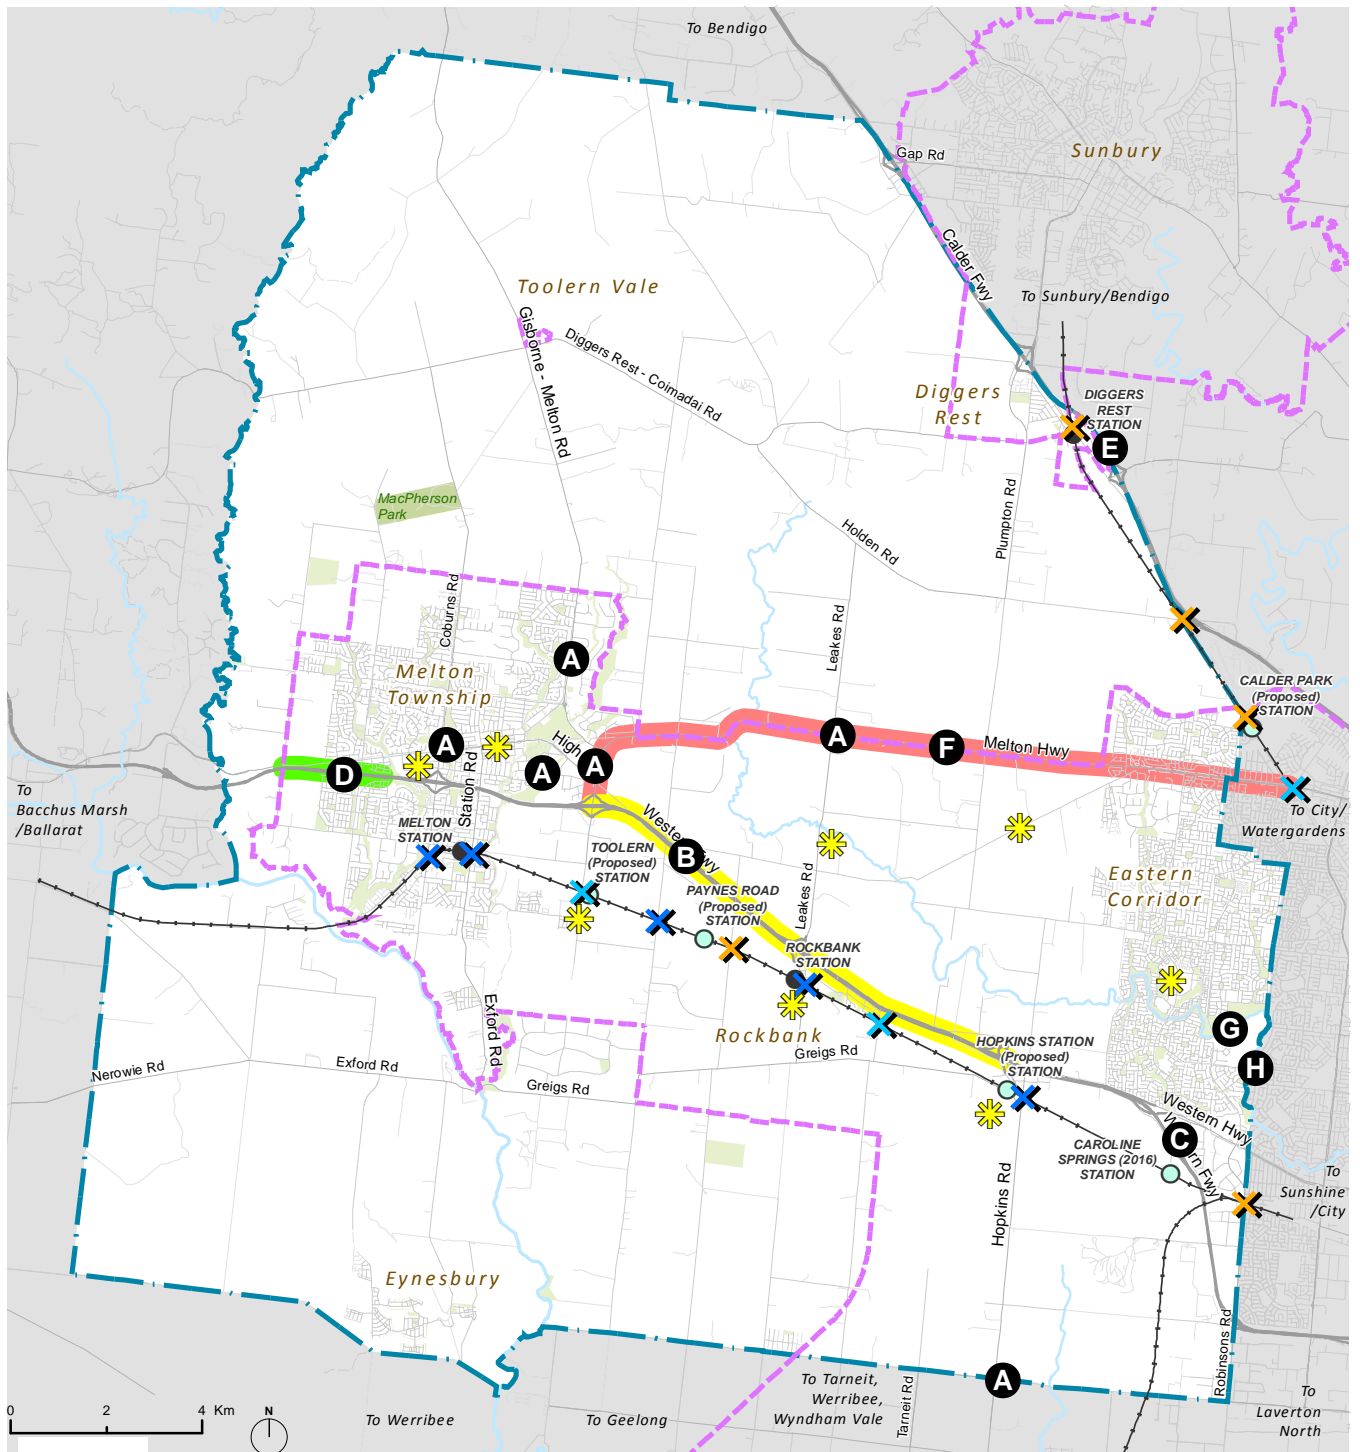 To Bendigo
Sunbury
Gap Rd
Calder Fwy
To Sunbury/Bendigo
Toolern Vale
Gisborne - Melton Rd
Diggers Rest - Coimadai Rd
Diggers
Rest
DIGGERS
REST
STATION
E
MacPherson
Park
Plumpton Rd
Holden Rd
Coburns Rd
Leakes Rd
A
Melton
Township
CALDER PARK
(Proposed)
STATION
A
High
A
A
A
F
Melton Hwy
D
Station Rd
To
Bacchus Marsh
/Ballarat
To City/
Watergardens
MELTON
STATION
Western Fwy
B
TOOLERN
(Proposed)
STATION
PAYNES ROAD
(Proposed)
STATION
Leakes Rd
Eastern
Corridor
ROCKBANK
STATION
Exford Rd
Rockbank
G
HOPKINS STATION
(Proposed)
STATION
Greigs Rd
H
Nerowie Rd
Exford Rd
Greigs Rd
Western Hwy
Western Fwy
C
CAROLINE
SPRINGS (2016)
STATION
To
Sunshine
/City
Hopkins Rd
Eynesbury
Robinsons Rd
A
To Tarneit,
Werribee,
Wyndham Vale
Tarneit Rd
To
Laverton
North
0 2 4 Km
N
To Werribee
To Geelong